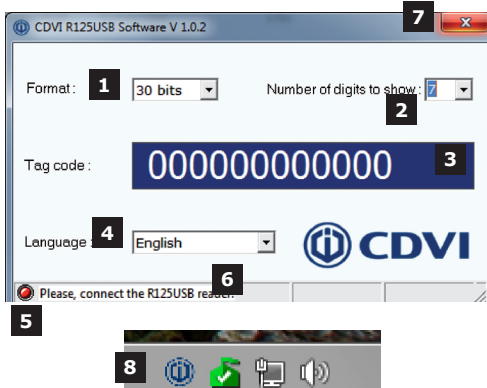 CDVI R125USB Software V 1.0.2
7
Format :
1
30 bits
Number of digits to show :
7
2
Tag code :
000000000000
3
Language :
4
English
CDVI
6
Please, connect the R125USB reader.
5
8